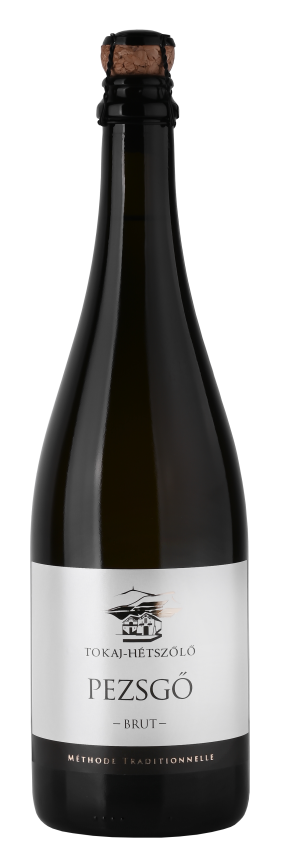 TOKAJ-HÉTSZŐLŐ
PEZSGŐ
– BRUT –
MÉTHODE TRADITIONNELLE